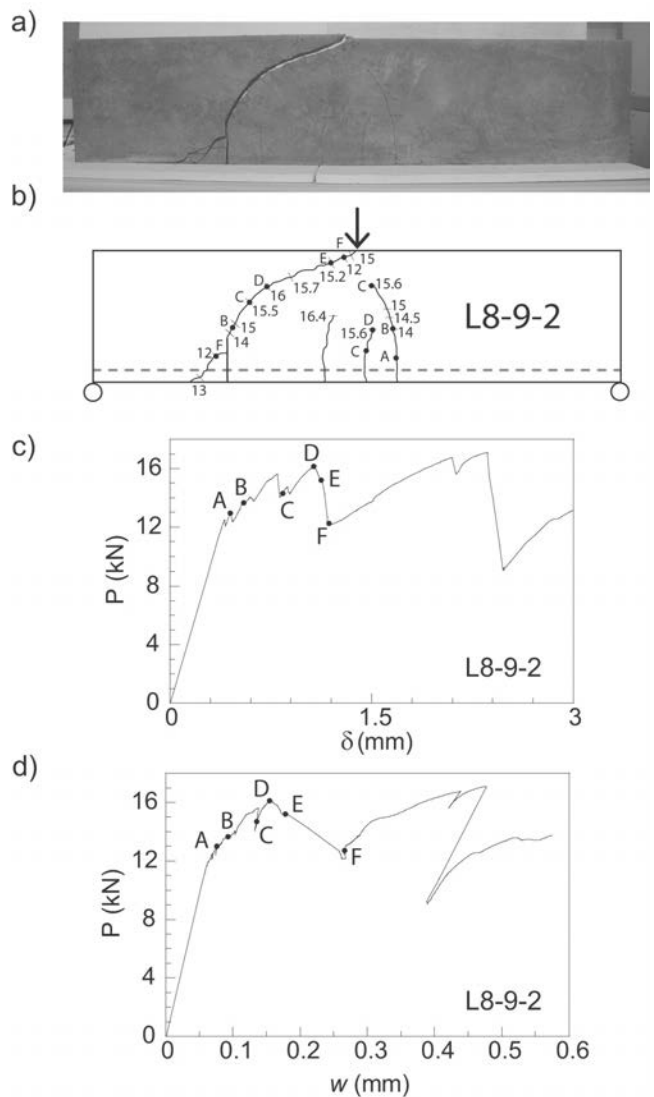 a)
b)
F
15
E
12
15.2
D
15.7
16
C
15.5
C
15.6
B
15
14
15
14.5
B
14
16.4
15.6
D
L8-9-2
F
12
C
A
13
c)
16
12
8
4
0
P (kN)
A
B
C
D
E
F
L8-9-2
0
1.5
3
δ (mm)
d)
16
12
8
4
0
P (kN)
A
B
C
D
E
F
L8-9-2
0
0.1
0.2
0.3
0.4
0.5
0.6
w (mm)